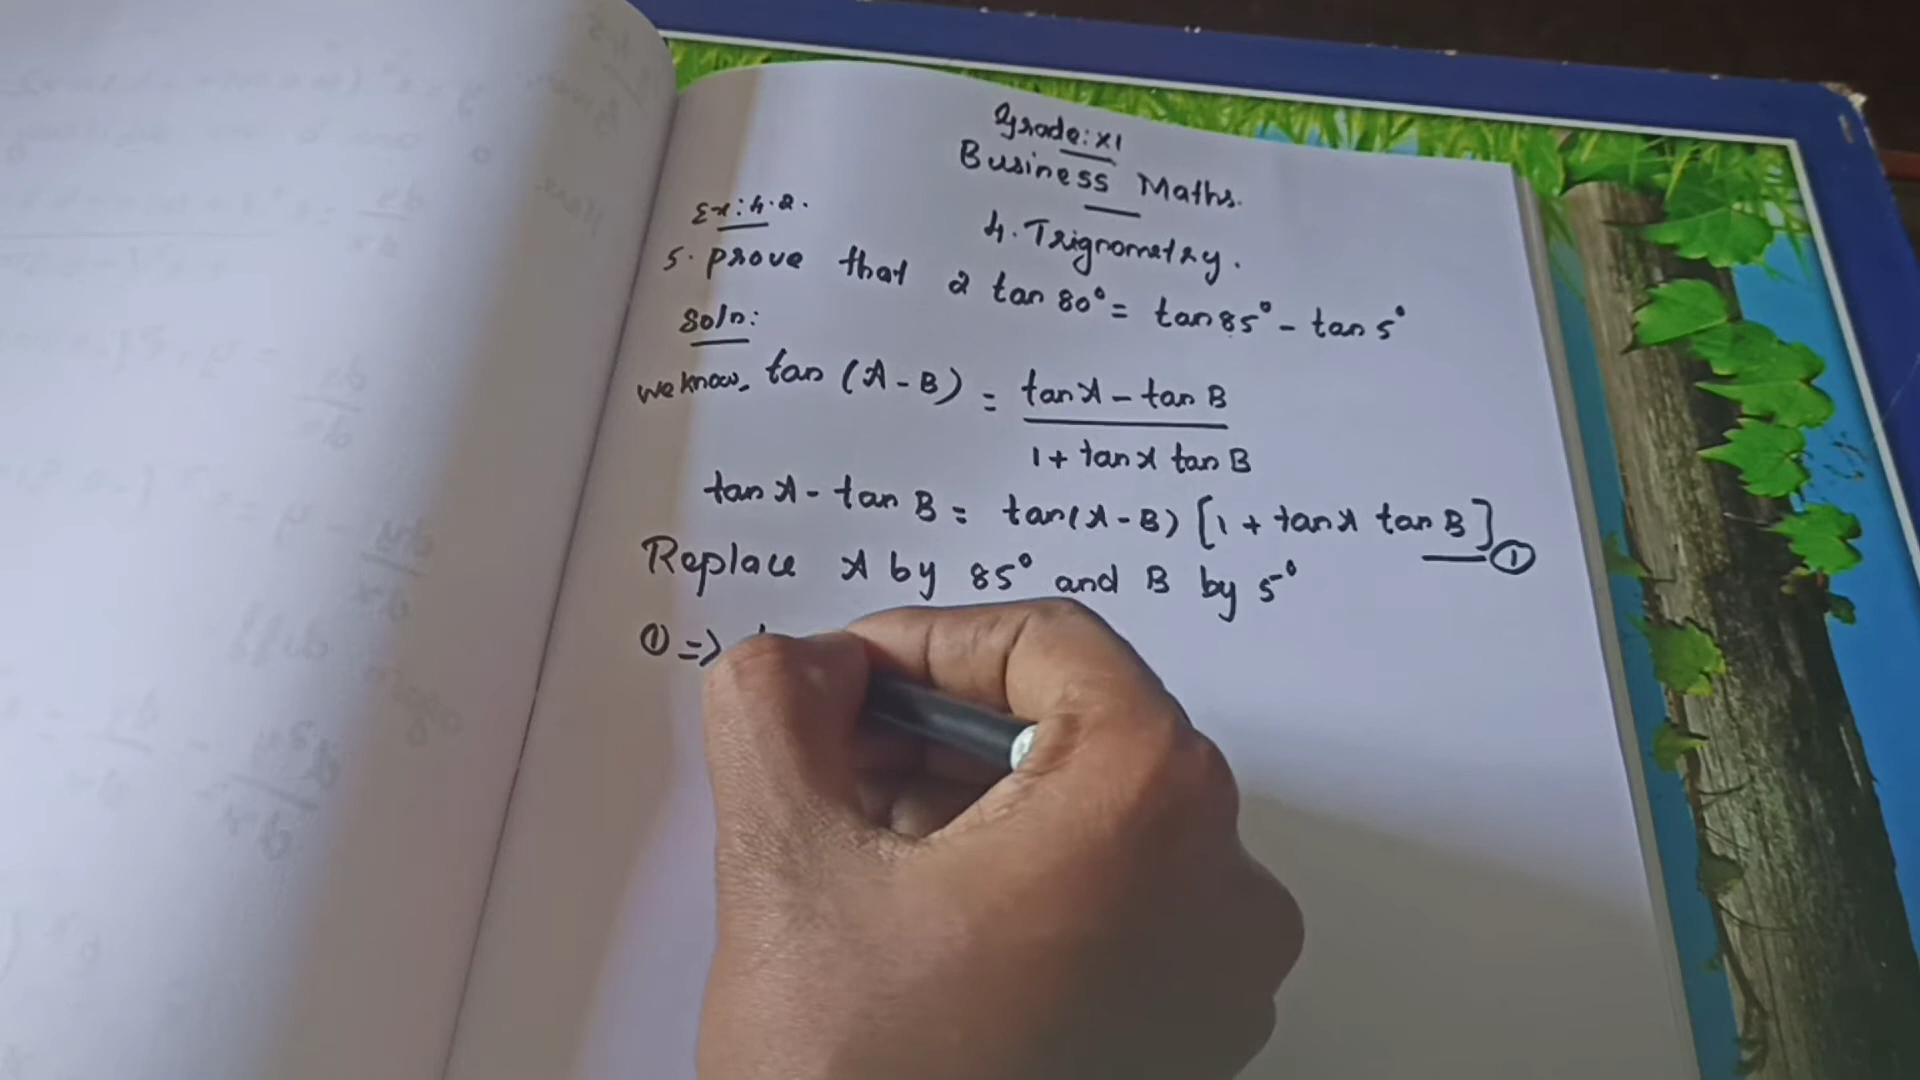 Grade: XI
Business Maths.
Ex: 4.2.
4. Trignometry.
5. prove that 2 tan 80° = tan 85° - tan 5°
Soln:
we know, tan (A - B) = tan A - tan B
1 + tan A tan B
tan A - tan B = tan (A - B) [1 + tan A tan B] ①
Replace A by 85° and B by 5°
① =>